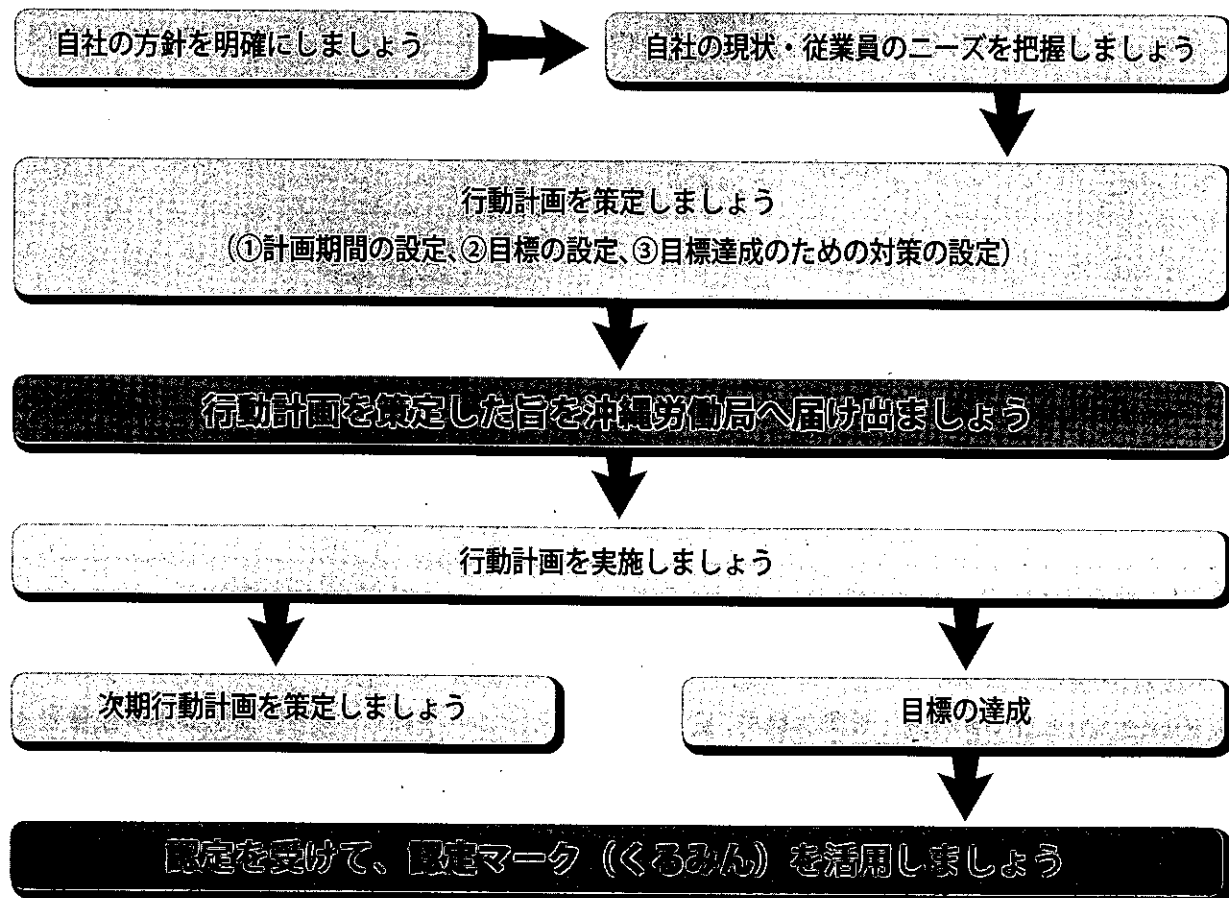 自社の方針を明確にしましょう
自社の現状・従業員のニーズを把握しましょう
行動計画を策定しましょう
(①計画期間の設定、②目標の設定、③目標達成のための対策の設定)
行動計画を策定した旨を沖縄労働局へ届け出ましょう
行動計画を実施しましょう
次期行動計画を策定しましょう
目標の達成
認定を受けて、認定マーク(くるみん)を活用しましょう